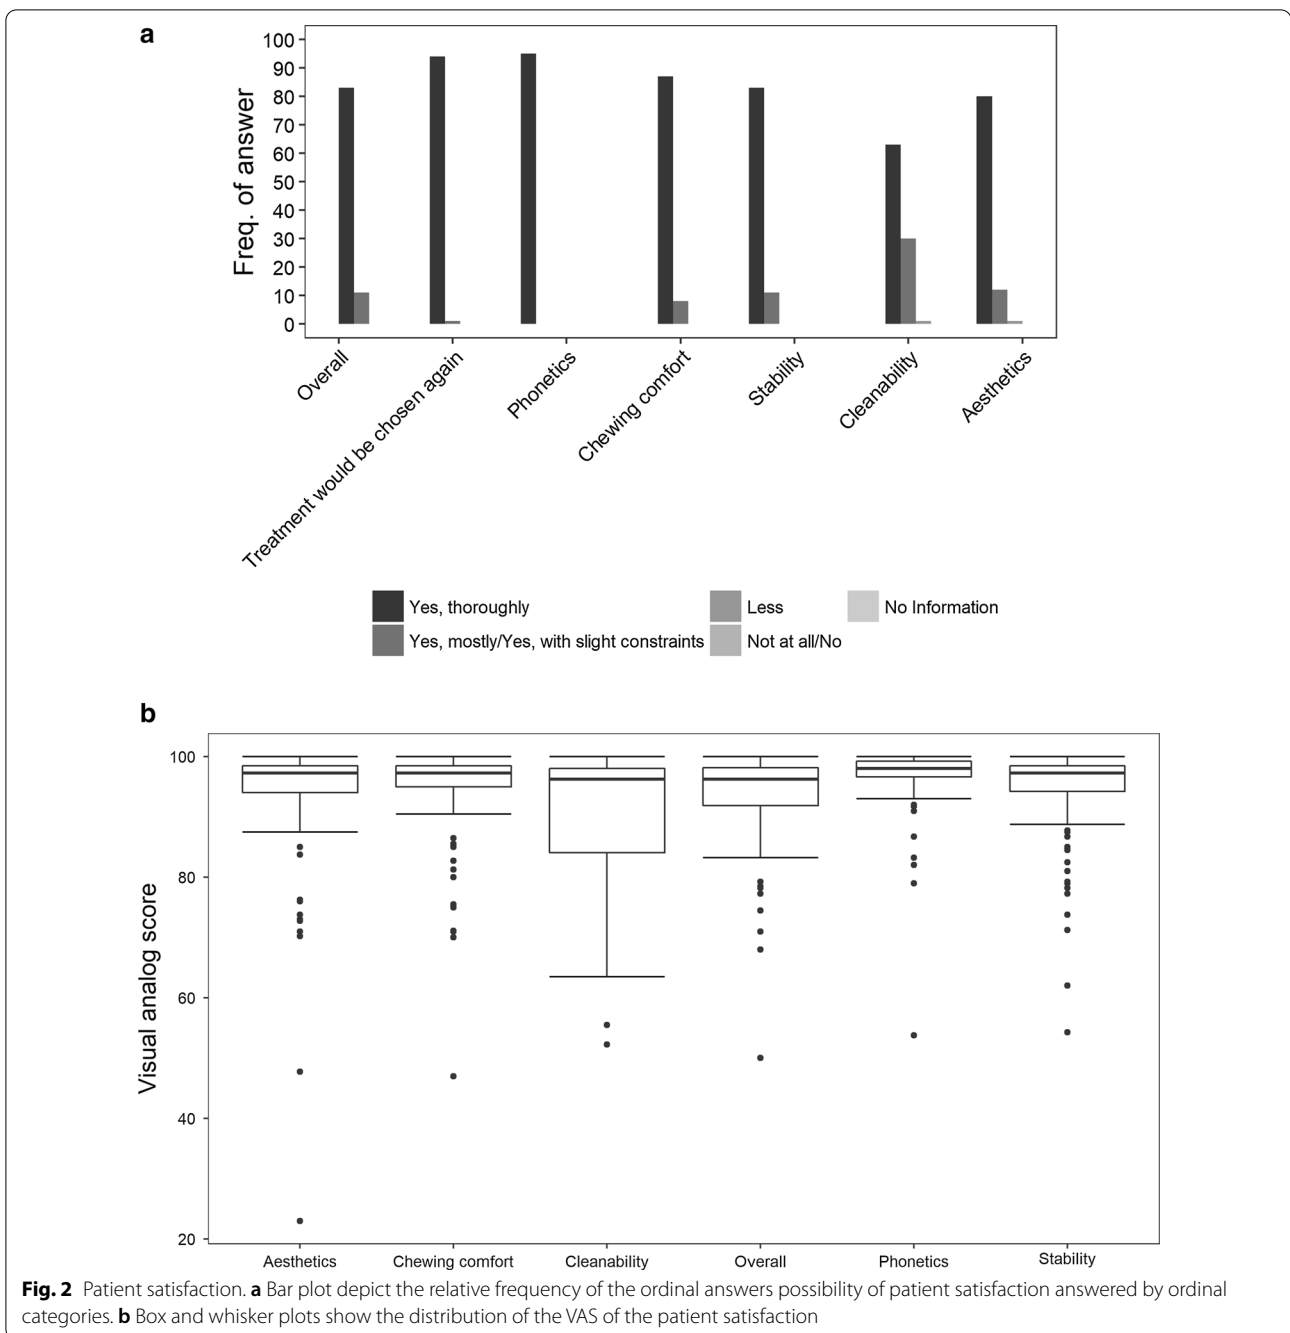 a
100
90
80
70
60
50
40
30
20
10
0
Freq. of answer
Overall
Treatment would be chosen again
Phonetics
Chewing comfort
Stability
Cleanability
Aesthetics
Yes, thoroughly
Less
No Information
Yes, mostly/Yes, with slight constraints
Not at all/No
b
100
80
60
40
20
Visual analog score
Aesthetics
Chewing comfort
Cleanability
Overall
Phonetics
Stability
Fig. 2 Patient satisfaction. a Bar plot depict the relative frequency of the ordinal answers possibility of patient satisfaction answered by ordinal
categories. b Box and whisker plots show the distribution of the VAS of the patient satisfaction